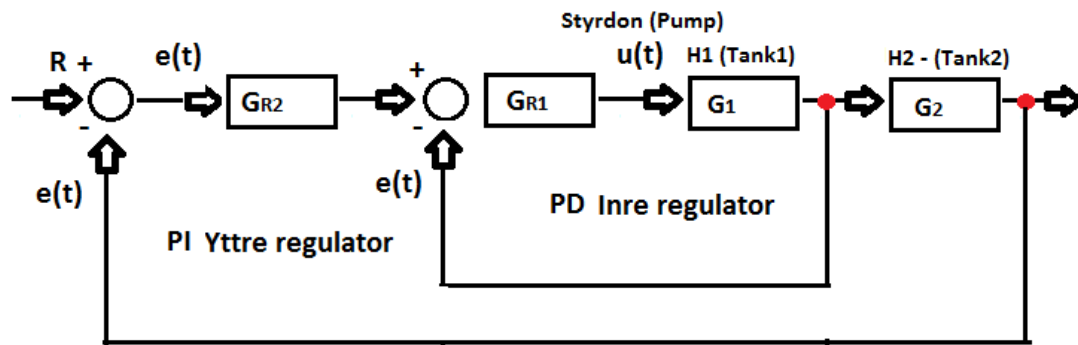 Styrdon (Pump)
R + e(t) + u(t) H1 (Tank1) H2 - (Tank2)
GR2 GR1 G1 G2
- -
e(t) e(t)
PI Yttre regulator PD Inre regulator